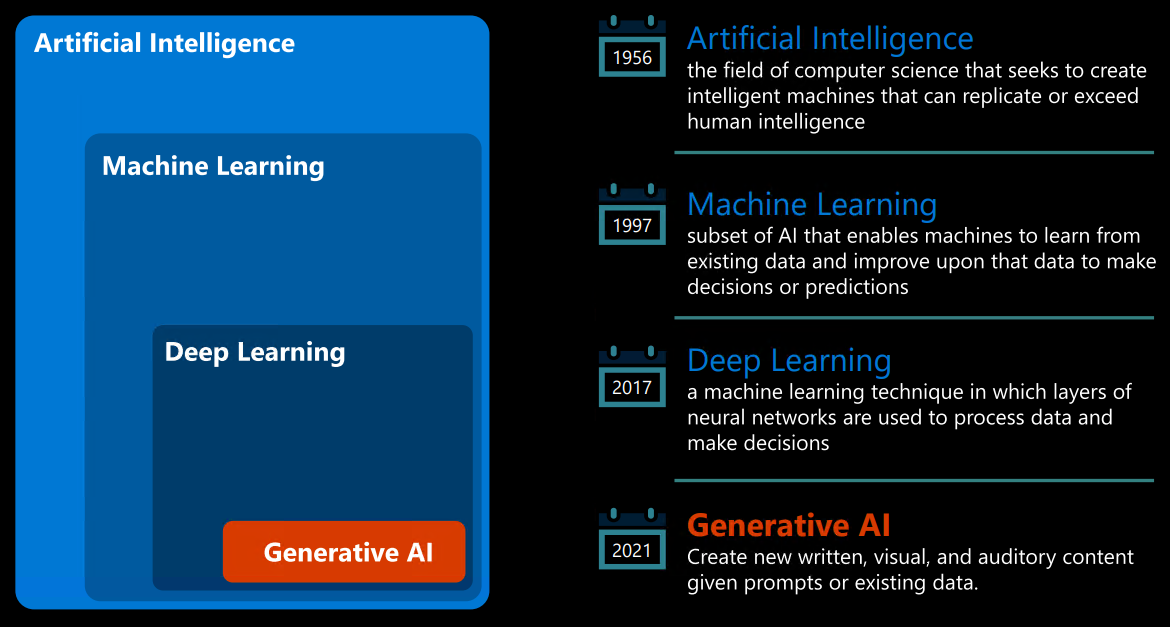 Artificial Intelligence
Machine Learning
Deep Learning
Generative AI
1956
Artificial Intelligence
the field of computer science that seeks to create
intelligent machines that can replicate or exceed
human intelligence
1997
Machine Learning
subset of AI that enables machines to learn from
existing data and improve upon that data to make
decisions or predictions
2017
Deep Learning
a machine learning technique in which layers of
neural networks are used to process data and
make decisions
2021
Generative AI
Create new written, visual, and auditory content
given prompts or existing data.